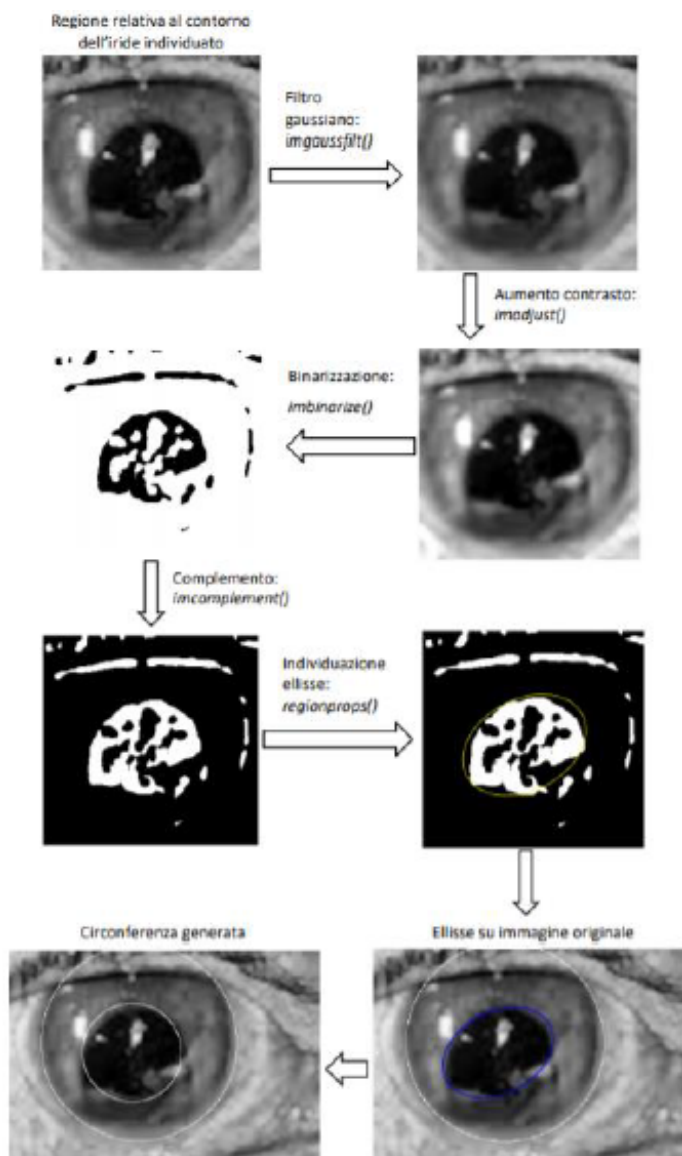 Regione relativa al contorno
dell'iride individuato
Filtro
gaussiano:
imgaussfilt()
Aumento contrasto:
imadjust()
Binarizzazione:
imbinarize()
Complemento:
imcomplement()
Individuazione
ellisse:
regionprops()
Circonferenza generata
Ellisse su immagine originale